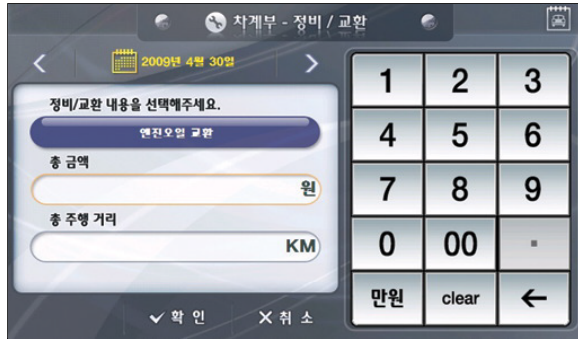 차계부 - 정비 / 교환
2009년 4월 30일
정비/교환 내용을 선택해주세요.
엔진오일 교환
총 금액
원
총 주행 거리
KM
확 인
취 소
1 2 3
4 5 6
7 8 9
0 00 .
만원 clear ←